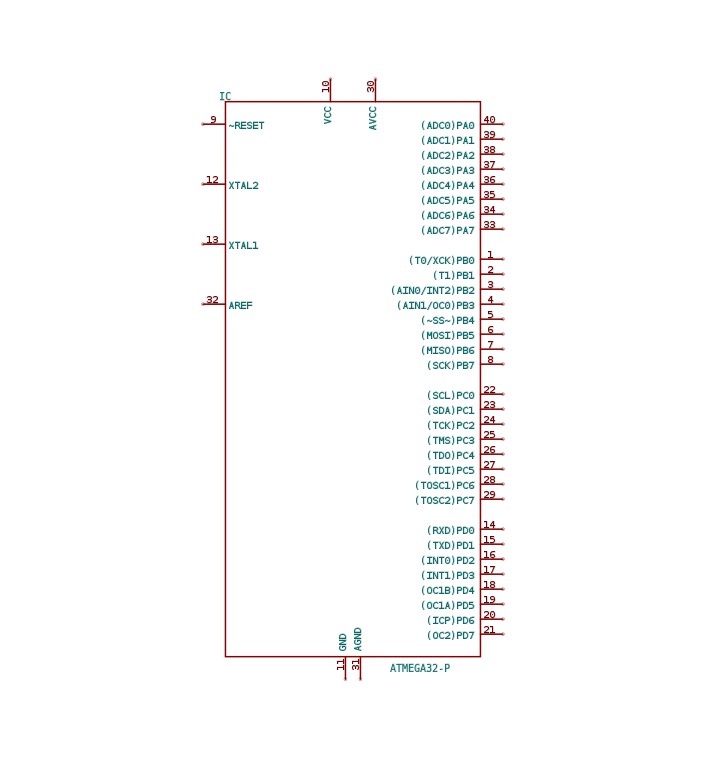 10
30
IC
VCC
AVCC
9 ~RESET
12 XTAL2
13 XTAL1
32 AREF
(ADC0)PA0 40
(ADC1)PA1 39
(ADC2)PA2 38
(ADC3)PA3 37
(ADC4)PA4 36
(ADC5)PA5 35
(ADC6)PA6 34
(ADC7)PA7 33
(T0/XCK)PB0 1
(T1)PB1 2
(AIN0/INT2)PB2 3
(AIN1/OC0)PB3 4
(~SS~)PB4 5
(MOSI)PB5 6
(MISO)PB6 7
(SCK)PB7 8
(SCL)PC0 22
(SDA)PC1 23
(TCK)PC2 24
(TMS)PC3 25
(TDO)PC4 26
(TDI)PC5 27
(TOSC1)PC6 28
(TOSC2)PC7 29
(RXD)PD0 14
(TXD)PD1 15
(INT0)PD2 16
(INT1)PD3 17
(OC1B)PD4 18
(OC1A)PD5 19
(ICP)PD6 20
(OC2)PD7 21
GND
AGND
11
31
ATMEGA32-P